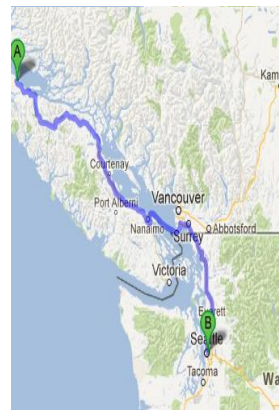 A
Kam
Courtenay
Vancouver
Port Alberni
Abbotsford
Nanaimo
Surrey
Victoria
Everett
B
Seattle
Tacoma
Wa